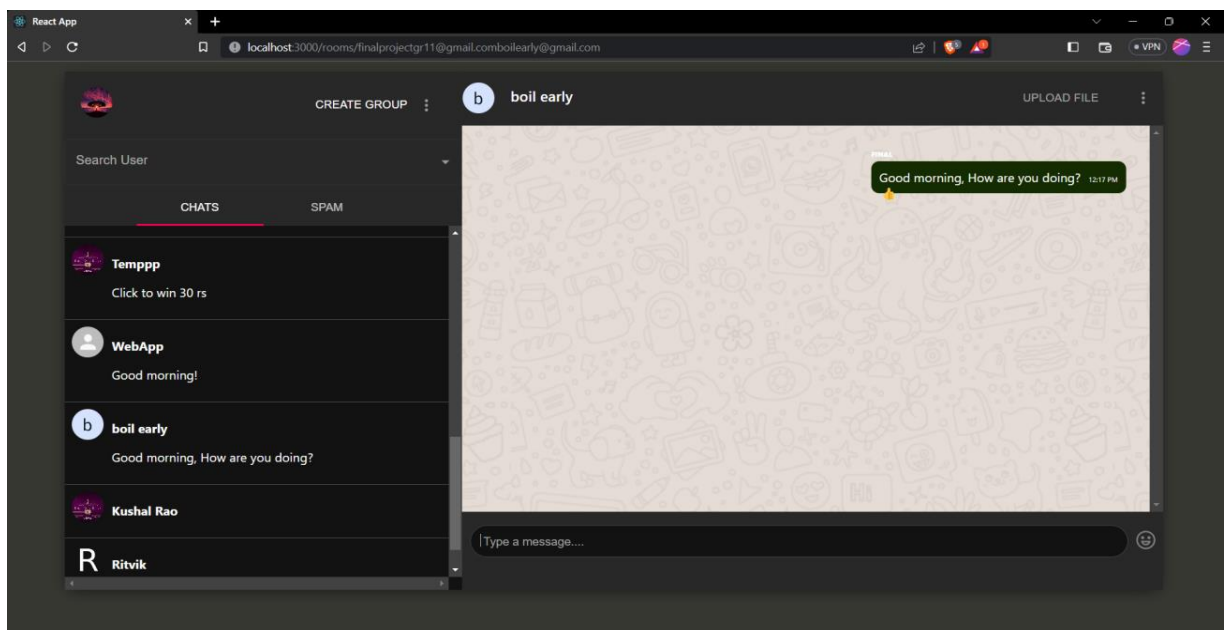 React App
localhost:3000/rooms/finalprojectgr11@gmail.comboilearly@gmail.com
VPN
CREATE GROUP
b boil early
UPLOAD FILE
Search User
CHATS SPAM
Temppp
Click to win 30 rs
WebApp
Good morning!
b boil early
Good morning, How are you doing?
Kushal Rao
R Ritvik
Good morning, How are you doing? 12:17 PM
Type a message....